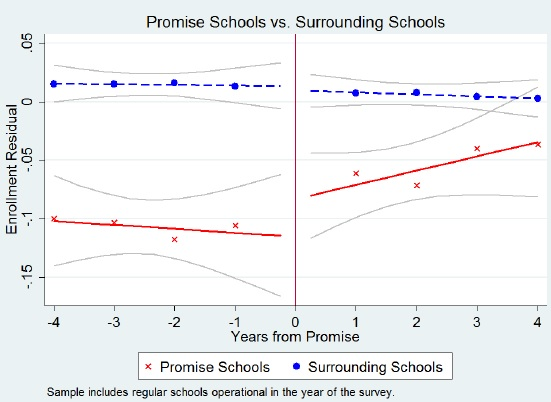 Promise Schools vs. Surrounding Schools
Enrollment Residual
.05
0
-.05
-.1
-.15
-4 -3 -2 -1 0 1 2 3 4
Years from Promise
Promise Schools Surrounding Schools
Sample includes regular schools operational in the year of the survey.